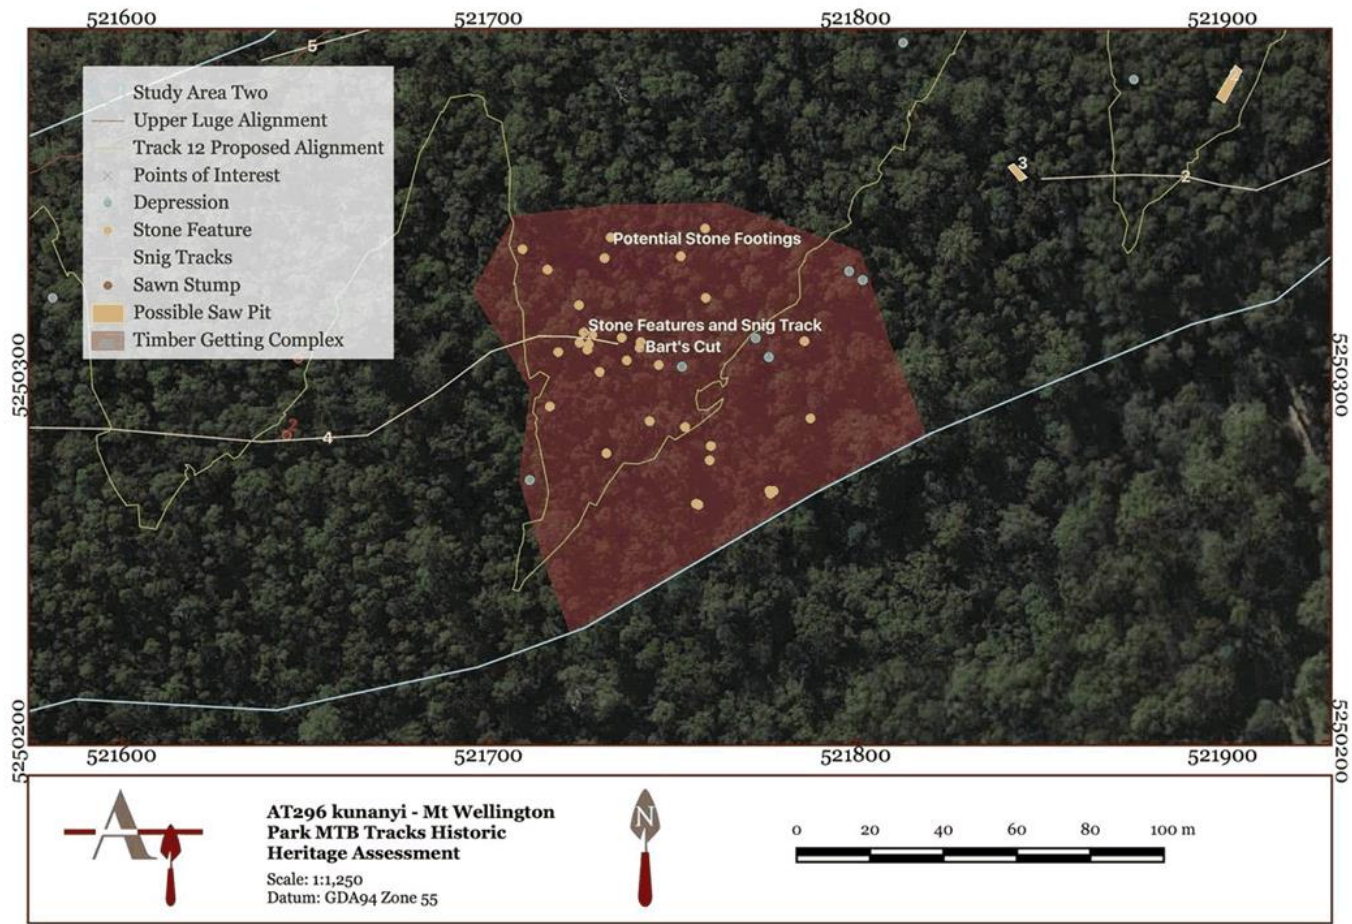 521600
521700
521800
521900
5
Study Area Two
Upper Luge Alignment
Track 12 Proposed Alignment
Points of Interest
Depression
Stone Feature
Snig Tracks
Sawn Stump
Possible Saw Pit
Timber Getting Complex
3
2
Potential Stone Footings
Stone Features and Snig Track
Bart's Cut
5250300
5250300
2
4
5250200
5250200
521600
521700
521800
521900
A
AT296 kunanyi - Mt Wellington
Park MTB Tracks Historic
Heritage Assessment
Scale: 1:1,250
Datum: GDA94 Zone 55
N
0 20 40 60 80 100 m